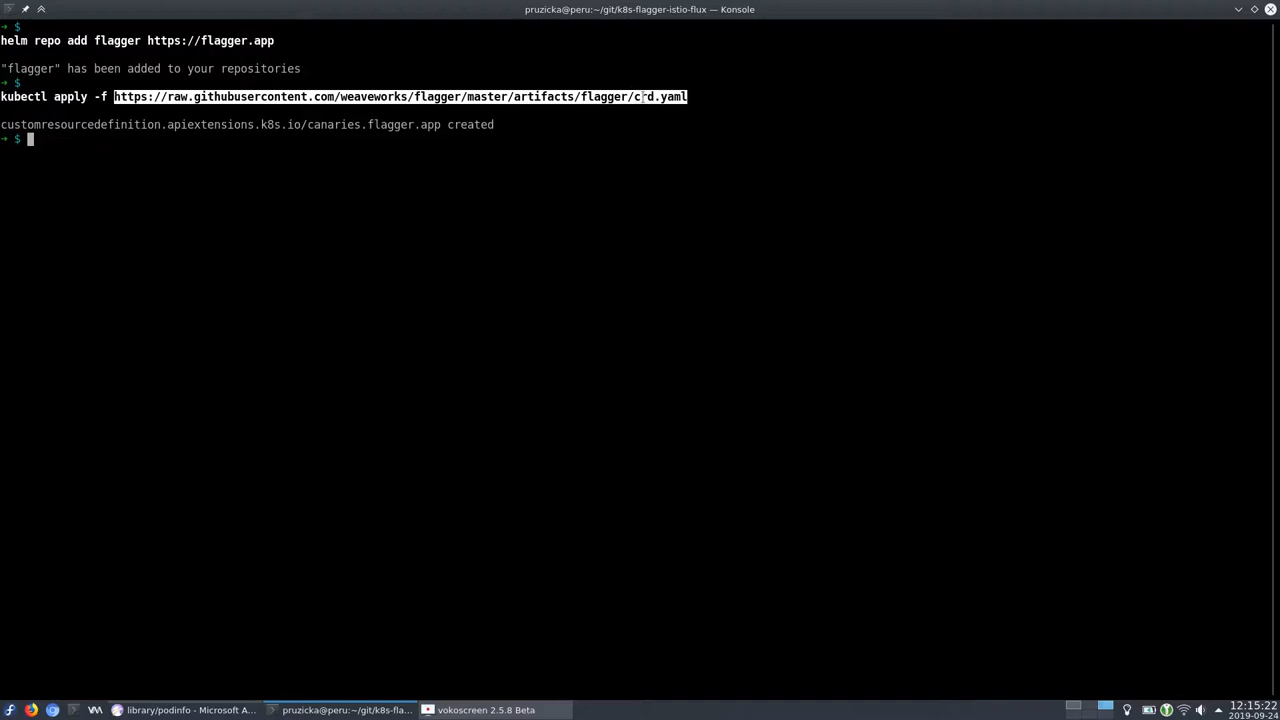 pruzicka@peru:~/git/k8s-flagger-istio-flux — Konsole
➜ $
helm repo add flagger https://flagger.app
"flagger" has been added to your repositories
➜ $
kubectl apply -f https://raw.githubusercontent.com/weaveworks/flagger/master/artifacts/flagger/crd.yaml
customresourcedefinition.apiextensions.k8s.io/canaries.flagger.app created
➜ $
library/podinfo - Microsoft A... pruzicka@peru:~/git/k8s-fla... vokoscreen 2.5.8 Beta 12:15:22
2019-09-24